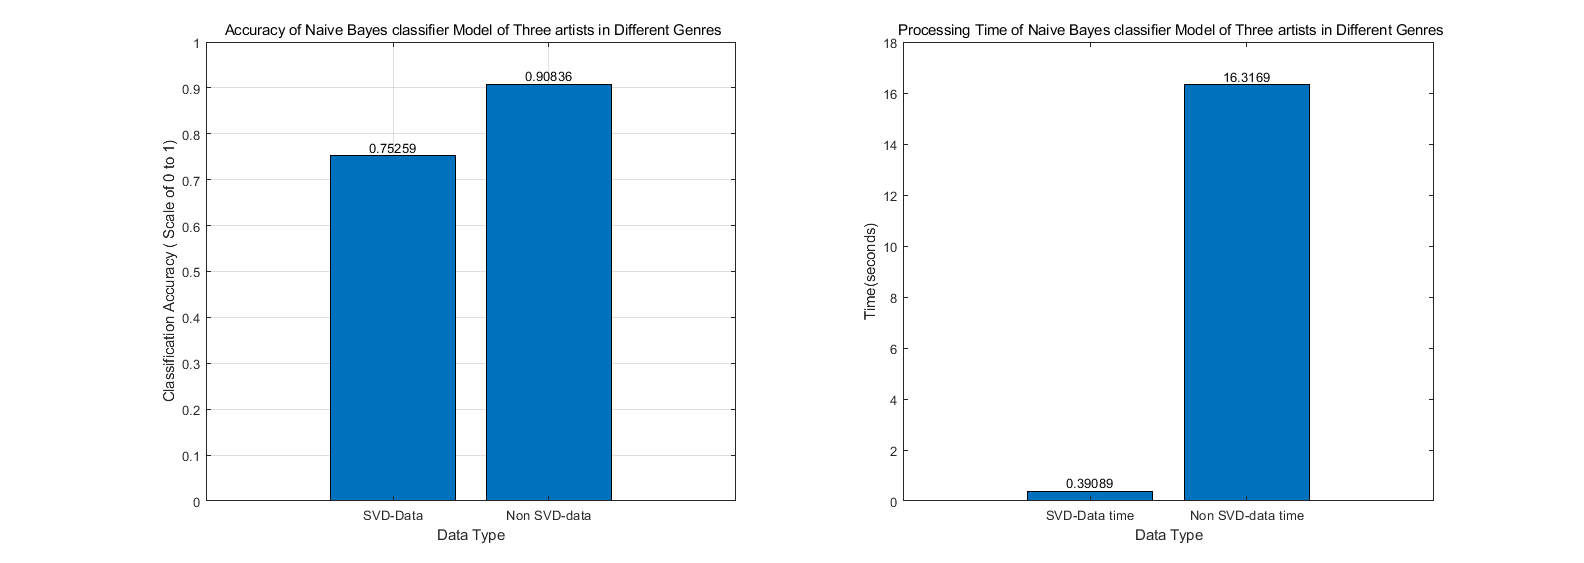 Accuracy of Naive Bayes classifier Model of Three artists in Different Genres
1
0.9
0.8
0.7
0.6
0.5
0.4
0.3
0.2
0.1
0
Classification Accuracy ( Scale of 0 to 1)
0.75259
0.90836
SVD-Data
Non SVD-data
Data Type
Processing Time of Naive Bayes classifier Model of Three artists in Different Genres
18
16
14
12
10
8
6
4
2
0
Time(seconds)
0.39089
16.3169
SVD-Data time
Non SVD-data time
Data Type